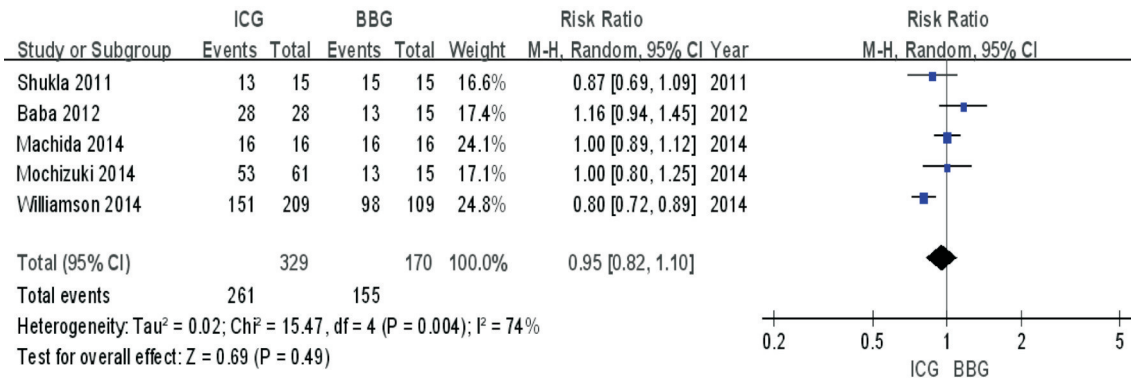 ICG BBG Risk Ratio Risk Ratio
Study or Subgroup Events Total Events Total Weight M-H, Random, 95% CI Year M-H, Random, 95% CI
Shukla 2011 13 15 15 15 16.6% 0.87 [0.69, 1.09] 2011
Baba 2012 28 28 13 15 17.4% 1.16 [0.94, 1.45] 2012
Machida 2014 16 16 16 16 24.1% 1.00 [0.89, 1.12] 2014
Mochizuki 2014 53 61 13 15 17.1% 1.00 [0.80, 1.25] 2014
Williamson 2014 151 209 98 109 24.8% 0.80 [0.72, 0.89] 2014
Total (95% CI) 329 170 100.0% 0.95 [0.82, 1.10]
Total events 261 155
Heterogeneity: Tau² = 0.02; Chi² = 15.47, df = 4 (P = 0.004); I² = 74%
Test for overall effect: Z = 0.69 (P = 0.49)
0.2 0.5 1 2 5
ICG BBG